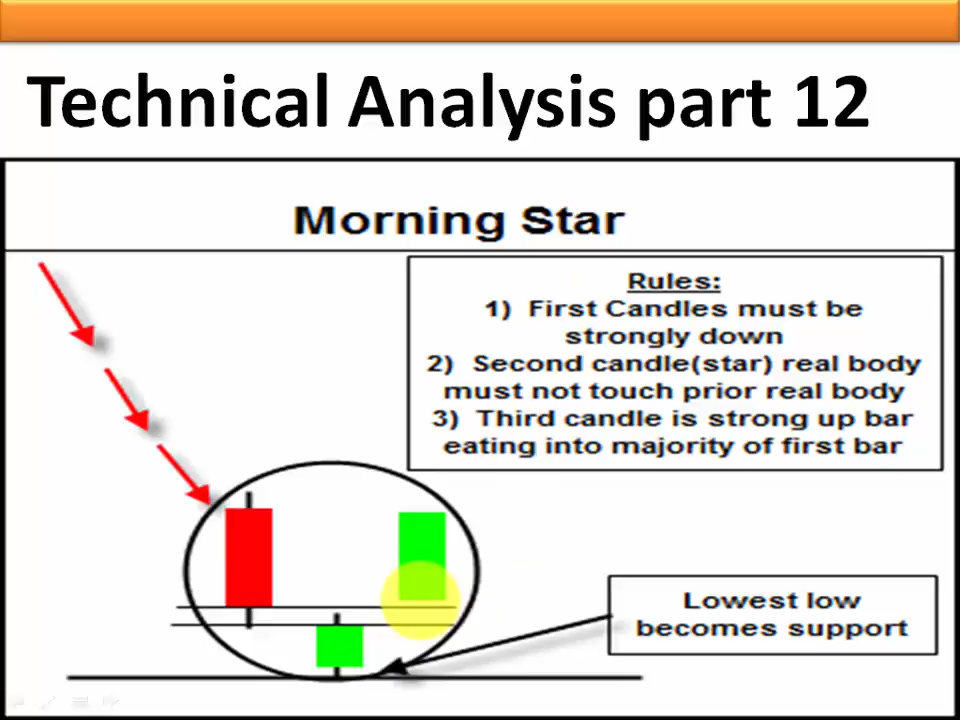 Technical Analysis part 12
Morning Star
Rules:
1) First Candles must be
strongly down
2) Second candle(star) real body
must not touch prior real body
3) Third candle is strong up bar
eating into majority of first bar
Lowest low
becomes support